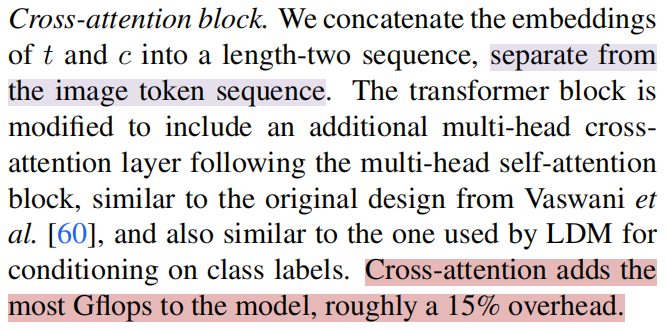 Cross-attention block. We concatenate the embeddings
of t and c into a length-two sequence, separate from
the image token sequence. The transformer block is
modified to include an additional multi-head cross-
attention layer following the multi-head self-attention
block, similar to the original design from Vaswani et
al. [60], and also similar to the one used by LDM for
conditioning on class labels. Cross-attention adds the
most Gflops to the model, roughly a 15% overhead.